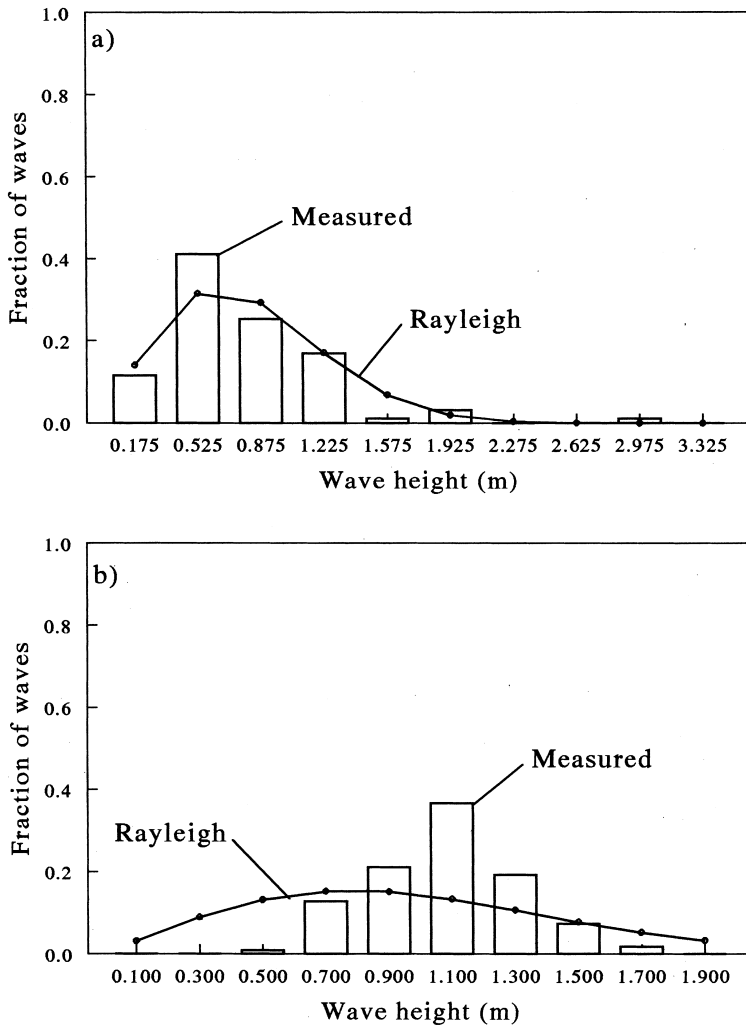 1.0
a)
0.8
0.6
Measured
0.4
Rayleigh
0.2
0.0
Fraction of waves
0.175 0.525 0.875 1.225 1.575 1.925 2.275 2.625 2.975 3.325
Wave height (m)
1.0
b)
0.8
0.6
Measured
0.4
Rayleigh
0.2
0.0
Fraction of waves
0.100 0.300 0.500 0.700 0.900 1.100 1.300 1.500 1.700 1.900
Wave height (m)